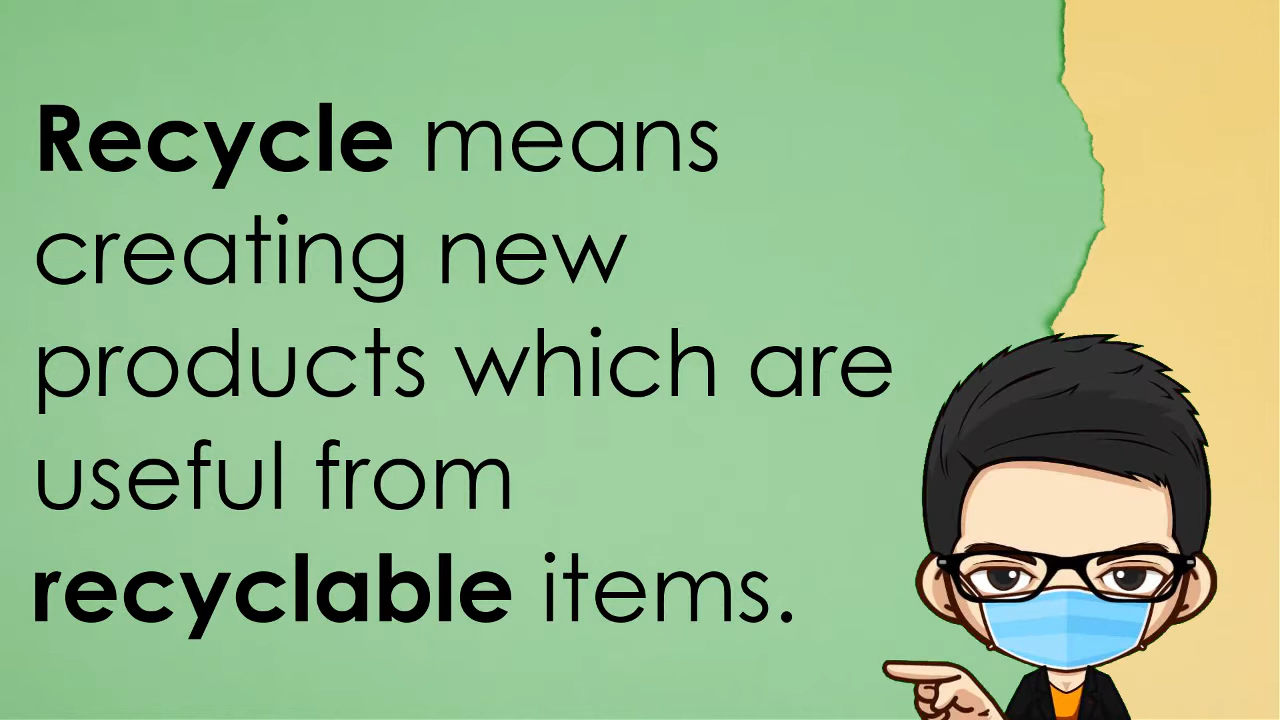 Recycle means
creating new
products which are
useful from
recyclable items.